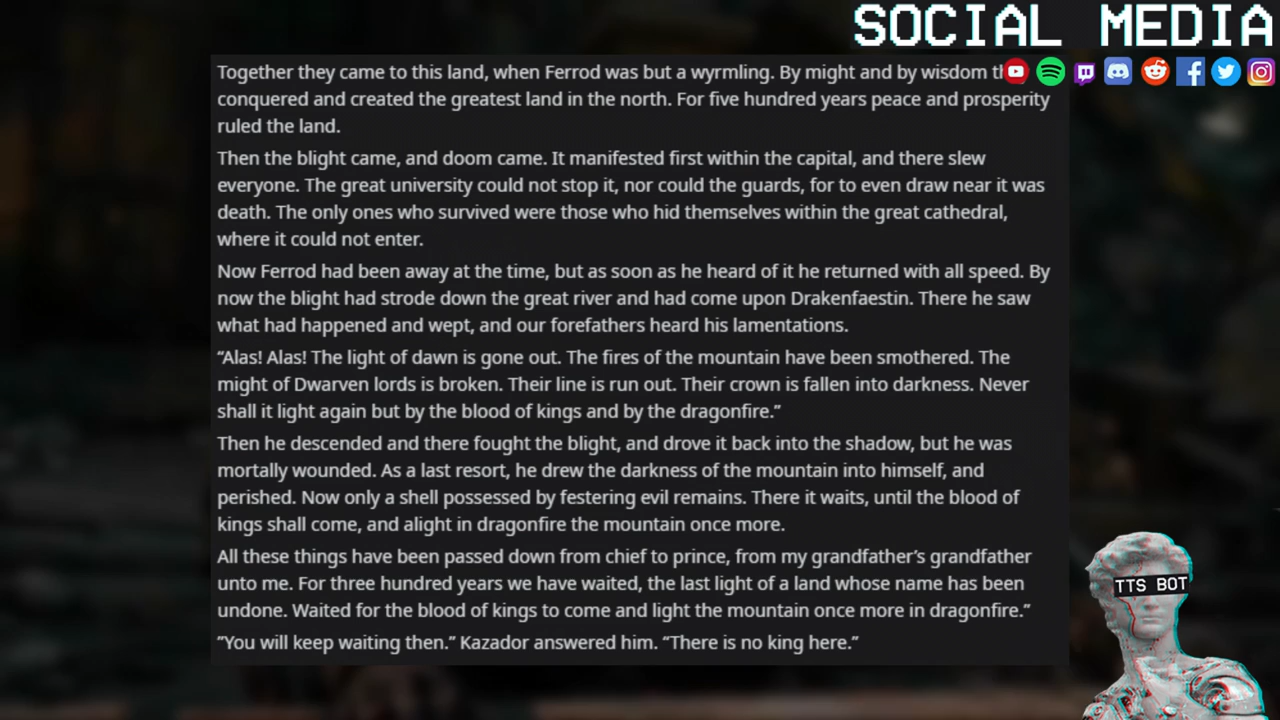 SOCIAL MEDIA
Together they came to this land, when Ferrod was but a wyrmling. By might and by wisdom
conquered and created the greatest land in the north. For five hundred years peace and prosperity
ruled the land.
Then the blight came, and doom came. It manifested first within the capital, and there slew
everyone. The great university could not stop it, nor could the guards, for to even draw near it was
death. The only ones who survived were those who hid themselves within the great cathedral,
where it could not enter.
Now Ferrod had been away at the time, but as soon as he heard of it he returned with all speed. By
now the blight had strode down the great river and had come upon Drakenfaestin. There he saw
what had happened and wept, and our forefathers heard his lamentations.
“Alas! Alas! The light of dawn is gone out. The fires of the mountain have been smothered. The
might of Dwarven lords is broken. Their line is run out. Their crown is fallen into darkness. Never
shall it light again but by the blood of kings and by the dragonfire.”
Then he descended and there fought the blight, and drove it back into the shadow, but he was
mortally wounded. As a last resort, he drew the darkness of the mountain into himself, and
perished. Now only a shell possessed by festering evil remains. There it waits, until the blood of
kings shall come, and alight in dragonfire the mountain once more.
All these things have been passed down from chief to prince, from my grandfather’s grandfather
unto me. For three hundred years we have waited, the last light of a land whose name has been
undone. Waited for the blood of kings to come and light the mountain once more in dragonfire.”
”You will keep waiting then.” Kazador answered him. “There is no king here.”
TTS BOT